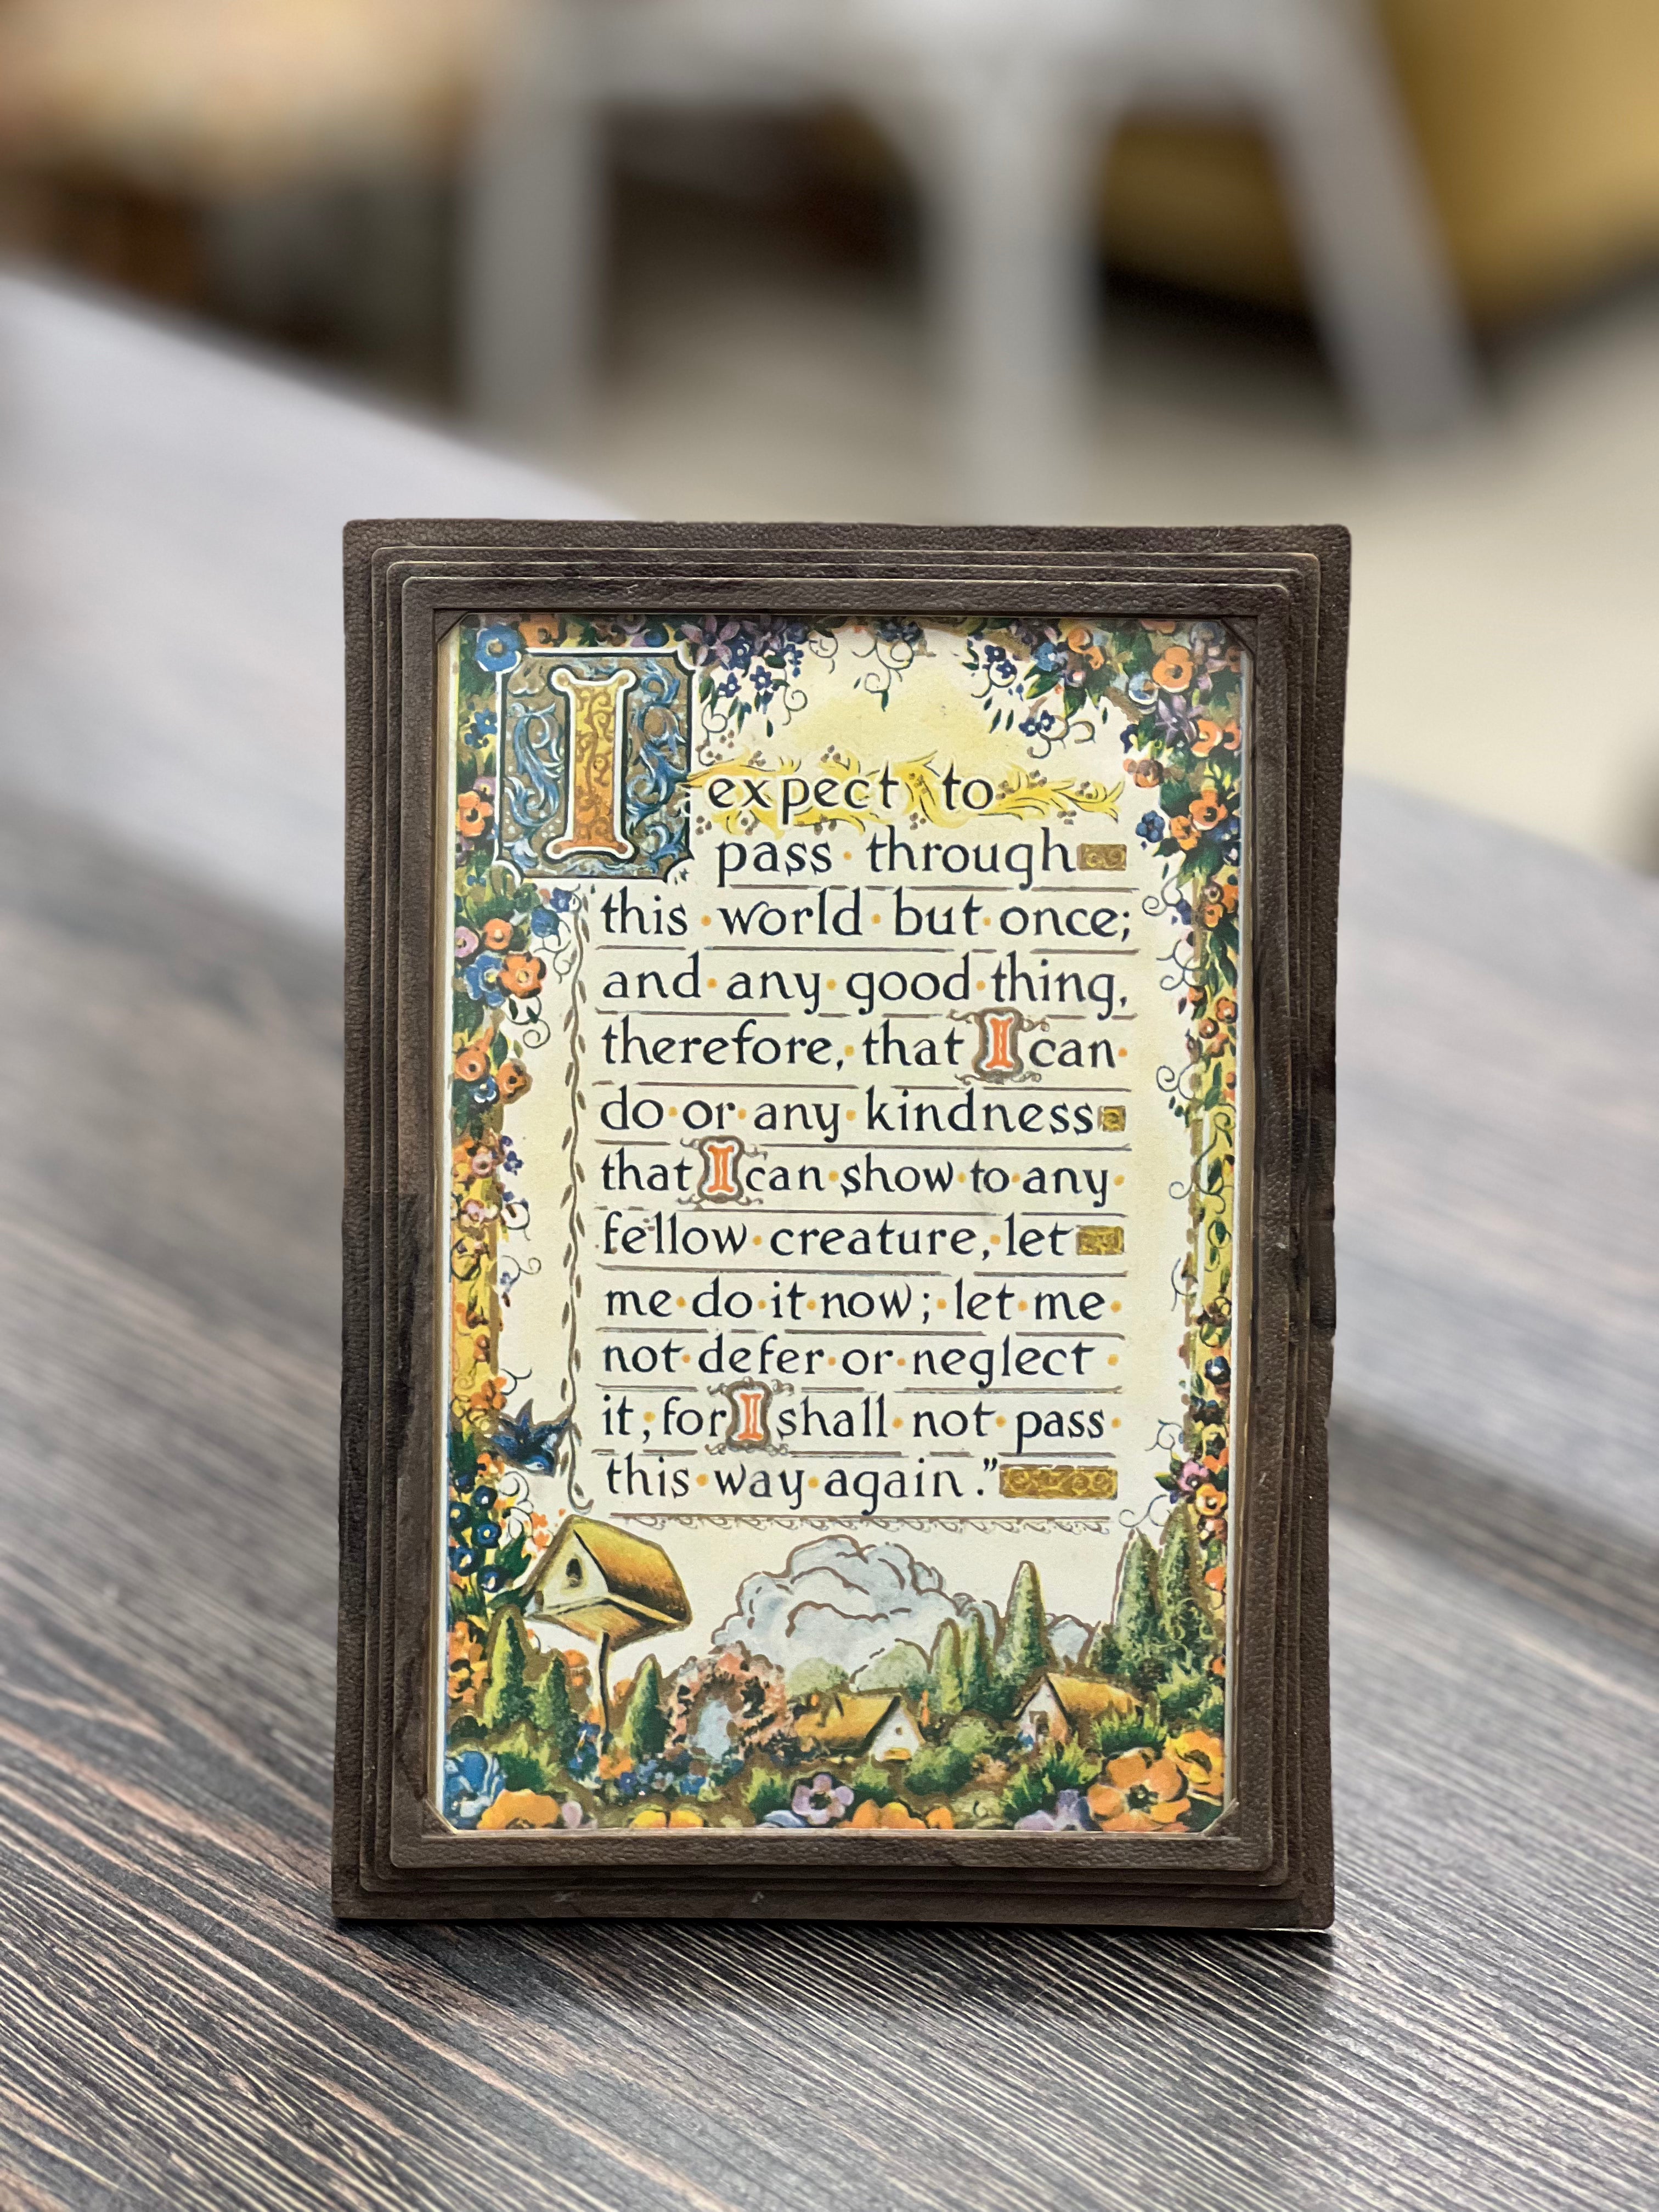 I expect to
pass · through
this · world · but · once;
and · any · good · thing,
therefore, · that I can ·
do · or · any · kindness
that I can · show · to · any ·
fellow · creature, · let
me · do · it · now; · let · me ·
not · defer · or · neglect ·
it; · for I shall · not · pass ·
this · way · again."